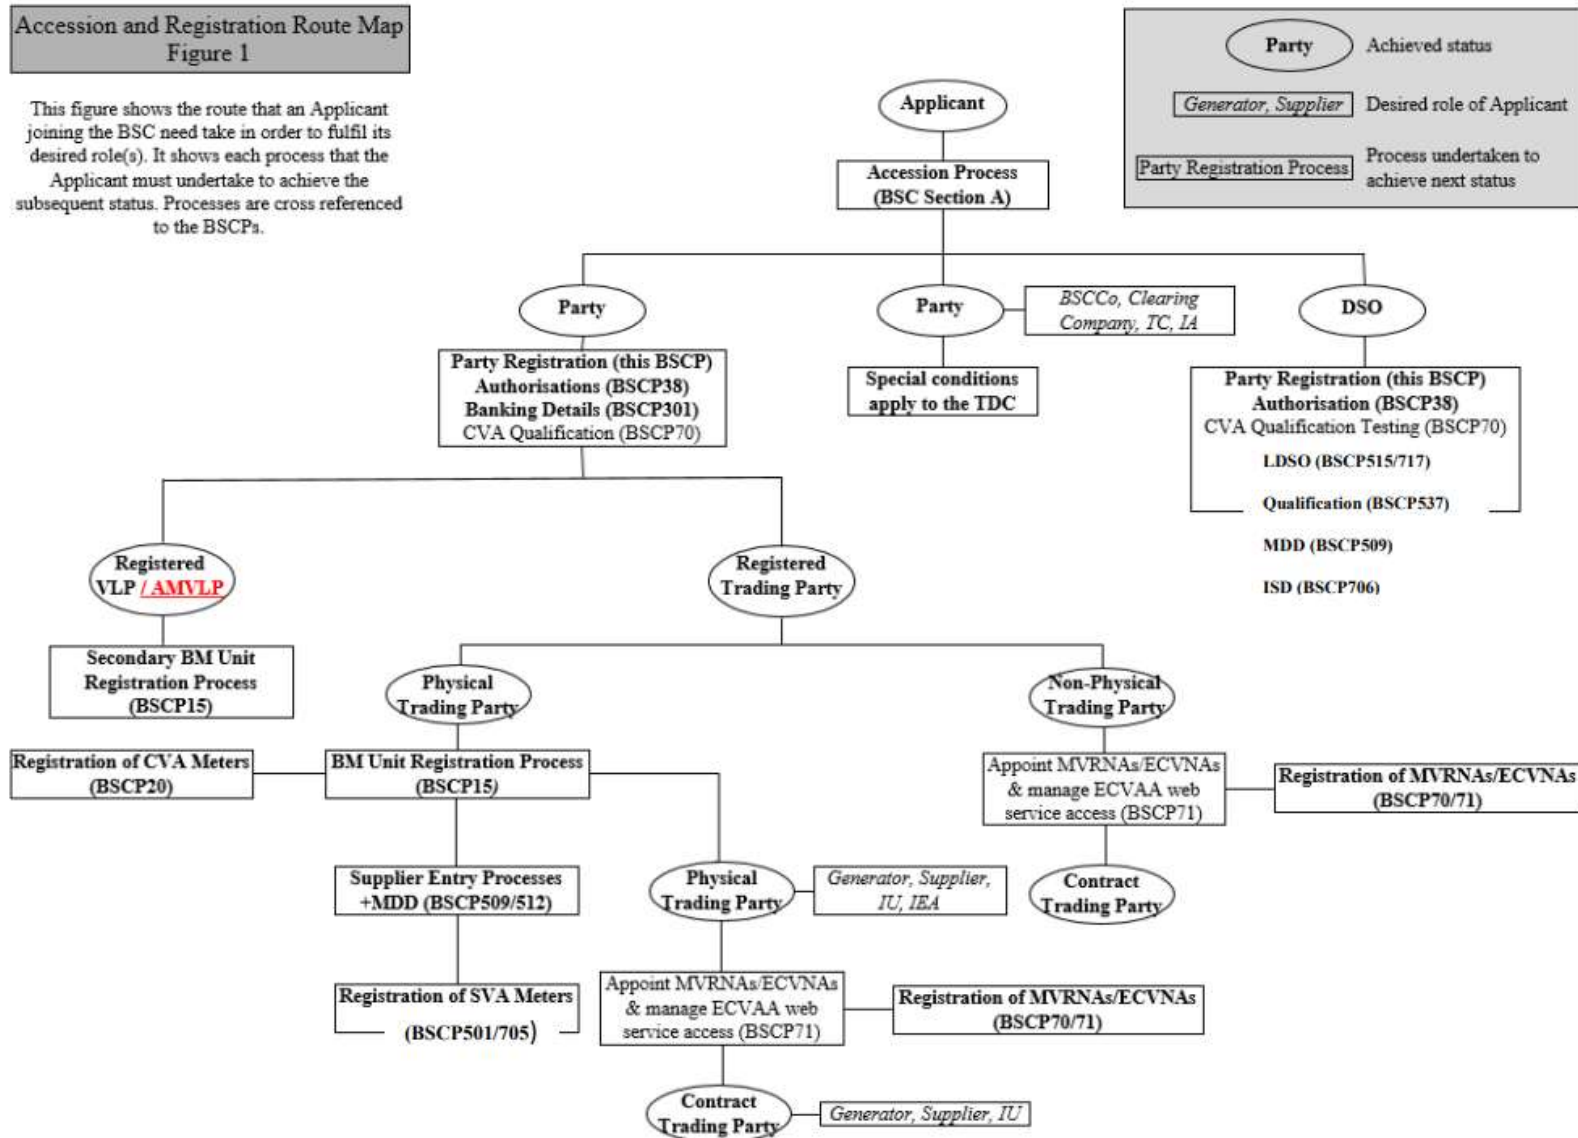 Accession and Registration Route Map
Figure 1
This figure shows the route that an Applicant
joining the BSC need take in order to fulfil its
desired role(s). It shows each process that the
Applicant must undertake to achieve the
subsequent status. Processes are cross referenced
to the BSCPs.
Party
Achieved status
Generator, Supplier
Desired role of Applicant
Party Registration Process
Process undertaken to
achieve next status
Applicant
Accession Process
(BSC Section A)
Party
Party
BSCCo, Clearing
Company, TC, IA
DSO
Party Registration (this BSCP)
Authorisations (BSCP38)
Banking Details (BSCP301)
CVA Qualification (BSCP70)
Special conditions
apply to the TDC
Party Registration (this BSCP)
Authorisation (BSCP38)
CVA Qualification Testing (BSCP70)
LDSO (BSCP515/717)
Qualification (BSCP537)
MDD (BSCP509)
ISD (BSCP706)
Registered
VLP / AMVLP
Registered
Trading Party
Secondary BM Unit
Registration Process
(BSCP15)
Physical
Trading Party
Non-Physical
Trading Party
Registration of CVA Meters
(BSCP20)
BM Unit Registration Process
(BSCP15)
Appoint MVRNAs/ECVNAs
& manage ECVAA web
service access (BSCP71)
Registration of MVRNAs/ECVNAs
(BSCP70/71)
Supplier Entry Processes
+MDD (BSCP509/512)
Physical
Trading Party
Generator, Supplier,
IU, IEA
Contract
Trading Party
Registration of SVA Meters
(BSCP501/705)
Appoint MVRNAs/ECVNAs
& manage ECVAA web
service access (BSCP71)
Registration of MVRNAs/ECVNAs
(BSCP70/71)
Contract
Trading Party
Generator, Supplier, IU